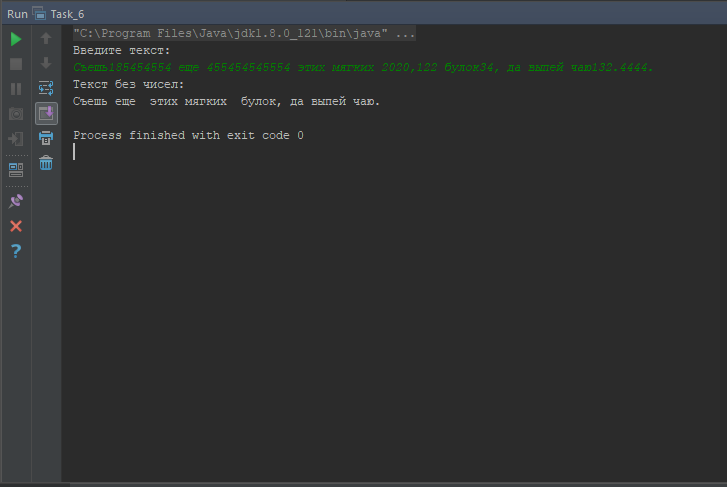 Run Task_6
"C:\Program Files\Java\jdk1.8.0_121\bin\java" ...
Введите текст:
Съешь185454554 еще 455454545554 этих мягких 2020,122 булок34, да выпей чаю132.4444.
Текст без чисел:
Съешь еще  этих мягких  булок, да выпей чаю.
Process finished with exit code 0